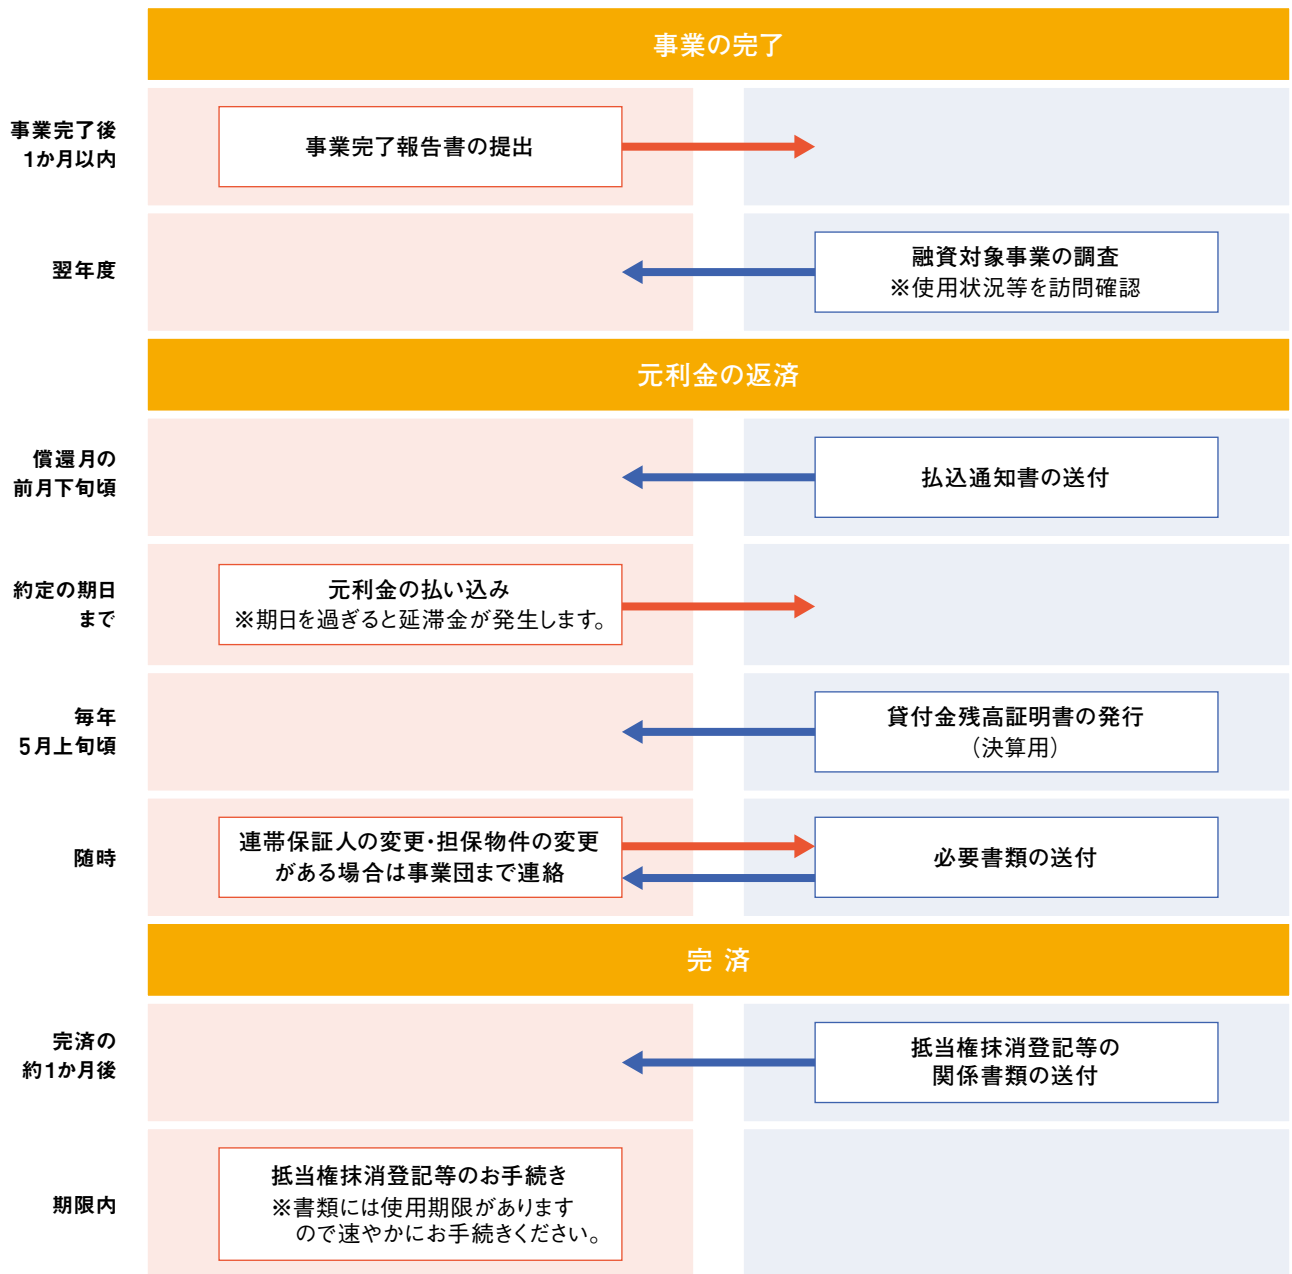 事業の完了
事業完了後
1か月以内
事業完了報告書の提出
翌年度
融資対象事業の調査
※使用状況等を訪問確認
元利金の返済
償還月の
前月下旬頃
払込通知書の送付
約定の期日
まで
元利金の払い込み
※期日を過ぎると延滞金が発生します。
毎年
5月上旬頃
貸付金残高証明書の発行
（決算用）
随時
連帯保証人の変更・担保物件の変更
がある場合は事業団まで連絡
必要書類の送付
完 済
完済の
約1か月後
抵当権抹消登記等の
関係書類の送付
期限内
抵当権抹消登記等のお手続き
※書類には使用期限があります
ので速やかにお手続きください。